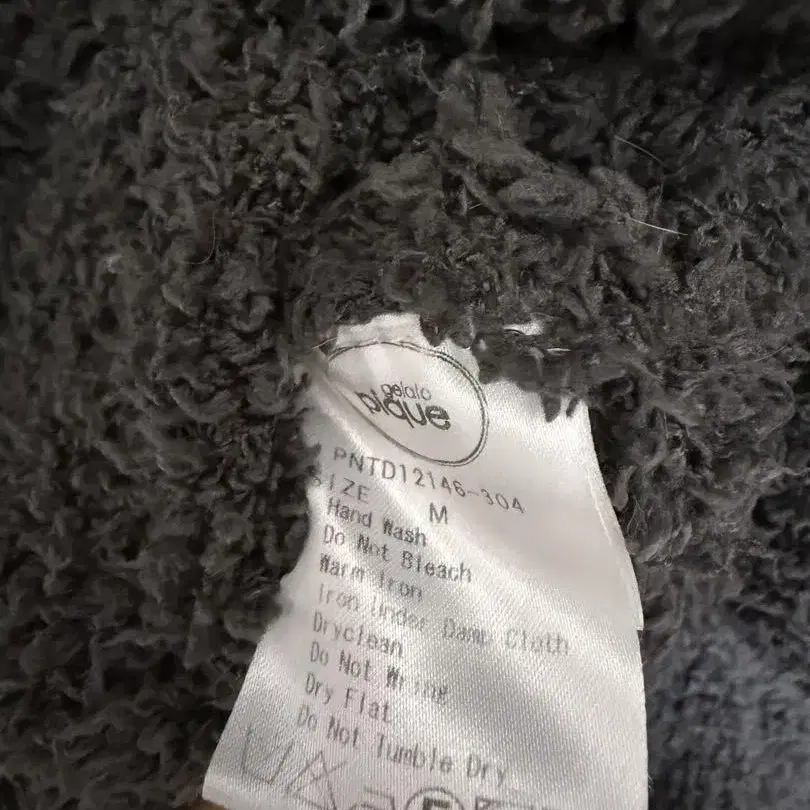 gelato
pique
PNTD12146-304
SIZE M
Hand Wash
Do Not Bleach
Warm Iron
Iron Under Damp Cloth
Dryclean
Do Not Wring
Dry Flat
Do Not Tumble Dry